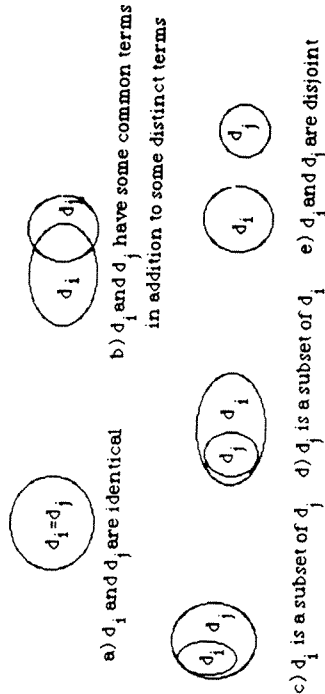 d_i=d_j
a) d_i and d_j are identical
d_i d_j
b) d_i and d_j have some common terms
in addition to some distinct terms
d_i d_j
c) d_i is a subset of d_j
d_j d_i
d) d_j is a subset of d_i
d_i d_j
e) d_i and d_j are disjoint